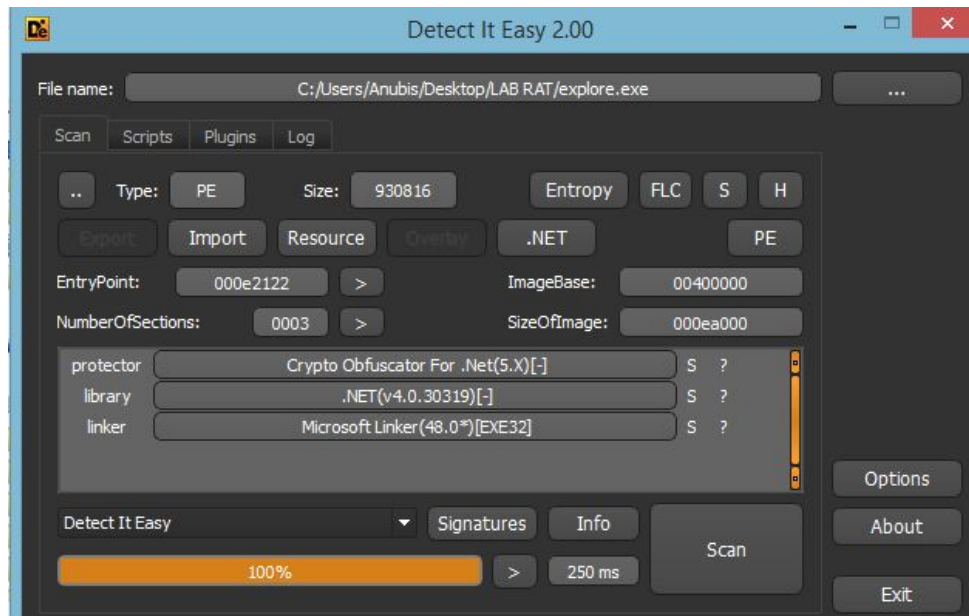 Detect It Easy 2.00
File name: C:/Users/Anubis/Desktop/LAB RAT/explore.exe ...
Scan Scripts Plugins Log
.. Type: PE Size: 930816 Entropy FLC S H
Export Import Resource Overlay .NET PE
EntryPoint: 000e2122 > ImageBase: 00400000
NumberOfSections: 0003 > SizeOfImage: 000ea000
protector Crypto Obfuscator For .Net(5.X)[-] S ?
library .NET(v4.0.30319)[-] S ?
linker Microsoft Linker(48.0*)[EXE32] S ?
Options
Detect It Easy Signatures Info About
Scan
100% > 250 ms
Exit